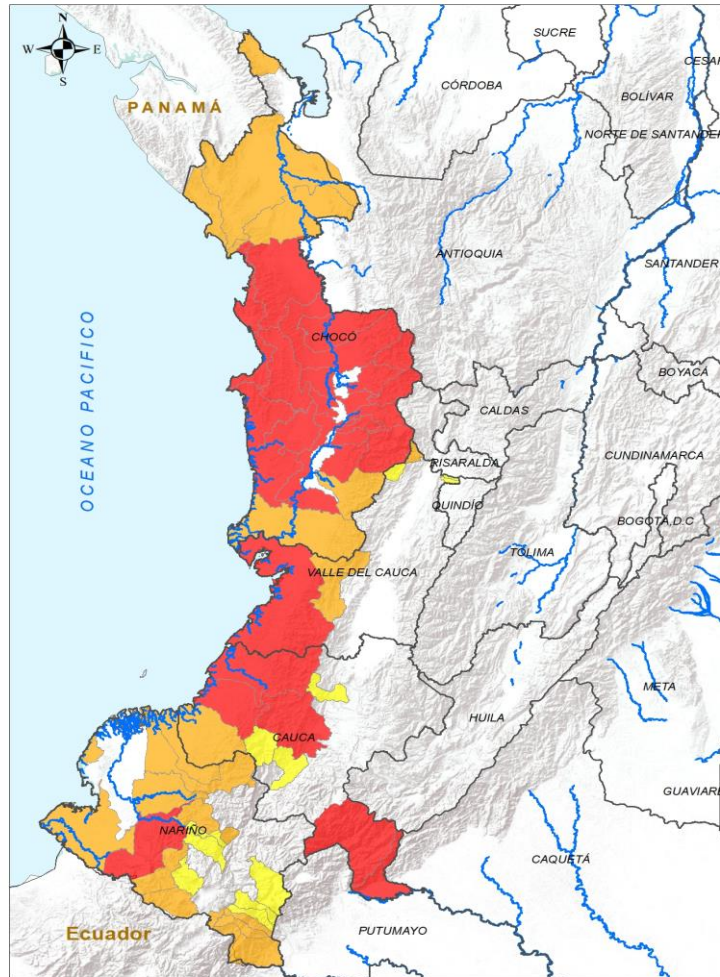 N
W E
S
SUCRE
CESAR
CÓRDOBA
BOLÍVAR
PANAMÁ
NORTE DE SANTANDER
ANTIOQUIA
SANTANDER
OCEANO PACIFICO
CHOCÓ
BOYACÁ
CALDAS
CUNDINAMARCA
RISARALDA
QUINDÍO
BOGOTÁ, D.C
TOLIMA
VALLE DEL CAUCA
META
HUILA
CAUCA
GUAVIARE
NARIÑO
CAQUETÁ
Ecuador
PUTUMAYO